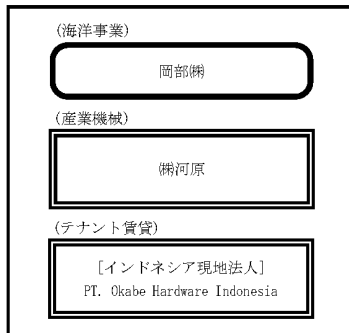 (海洋事業)
岡部㈱
(産業機械)
㈱河原
(テナント賃貸)
[インドネシア現地法人]
PT. Okabe Hardware Indonesia